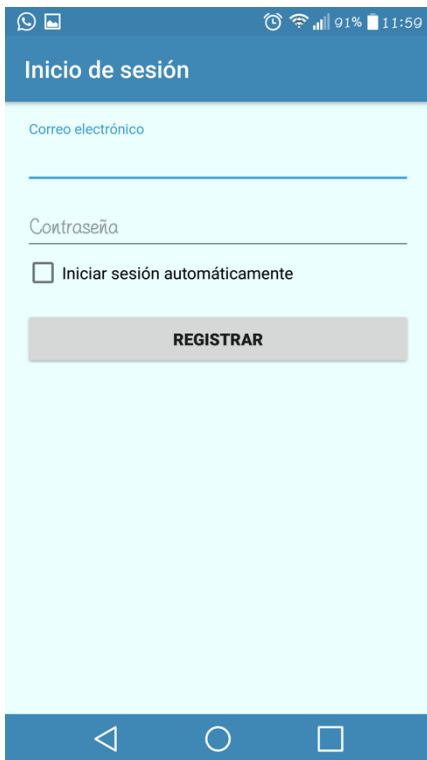 91% 11:59
Inicio de sesión
Correo electrónico
Contraseña
Iniciar sesión automáticamente
REGISTRAR